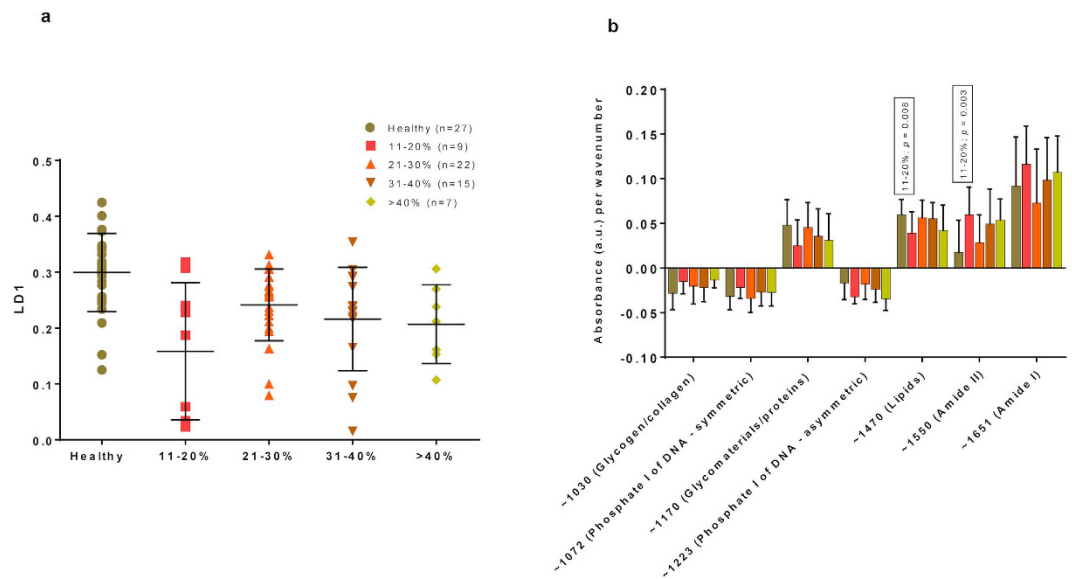 a
Healthy (n=27)
11-20% (n=9)
21-30% (n=22)
31-40% (n=15)
>40% (n=7)
LD1
0.5
0.4
0.3
0.2
0.1
0.0
Healthy 11-20% 21-30% 31-40% >40%
b
Absorbance (a.u.) per wavenumber
0.20
0.15
0.10
0.05
0.00
-0.05
-0.10
11-20%: p = 0.008
11-20%; p = 0.003
~1030 (Glycogen/collagen)
~1072 (Phosphate I of DNA - symmetric)
~1170 (Glycomaterials/proteins)
~1223 (Phosphate I of DNA - asymmetric)
~1470 (Lipids)
~1550 (Amide II)
~1651 (Amide I)